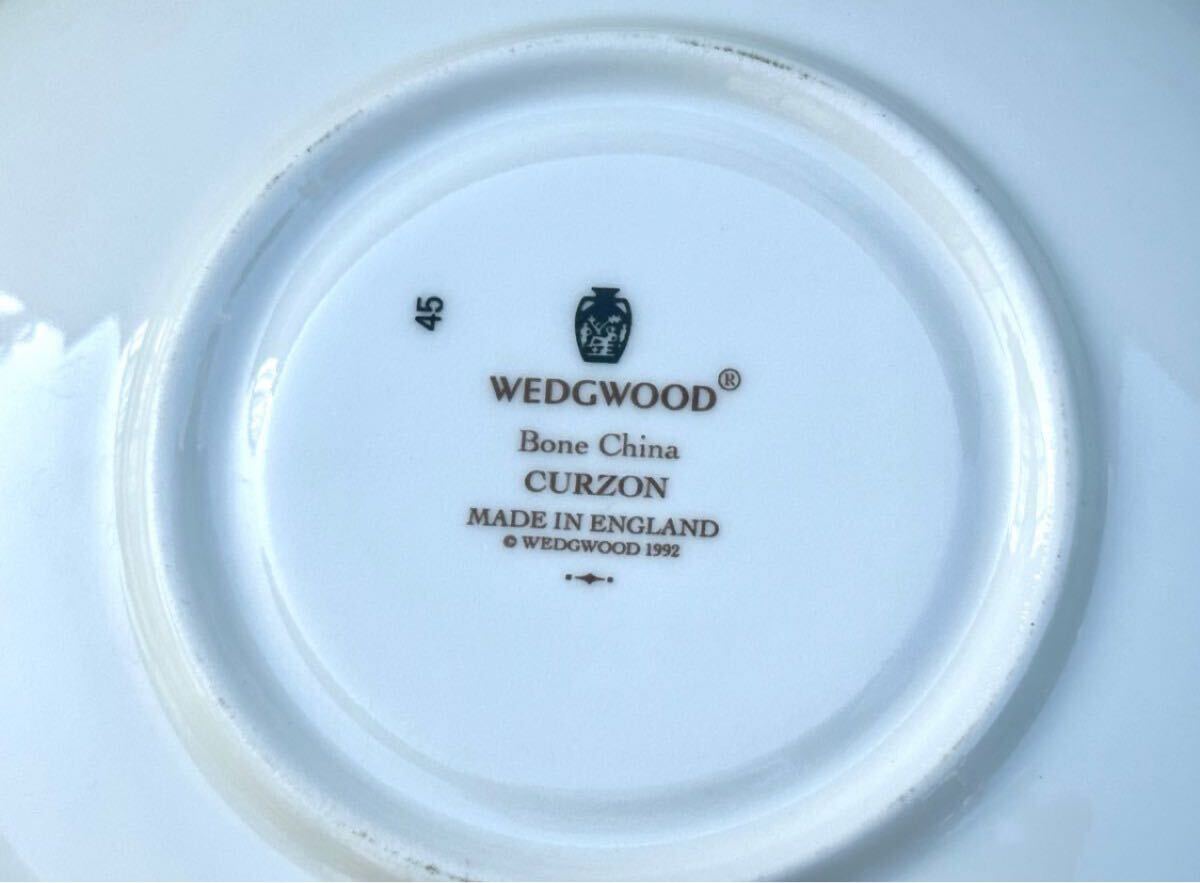 45
WEDGWOOD®
Bone China
CURZON
MADE IN ENGLAND
© WEDGWOOD 1992